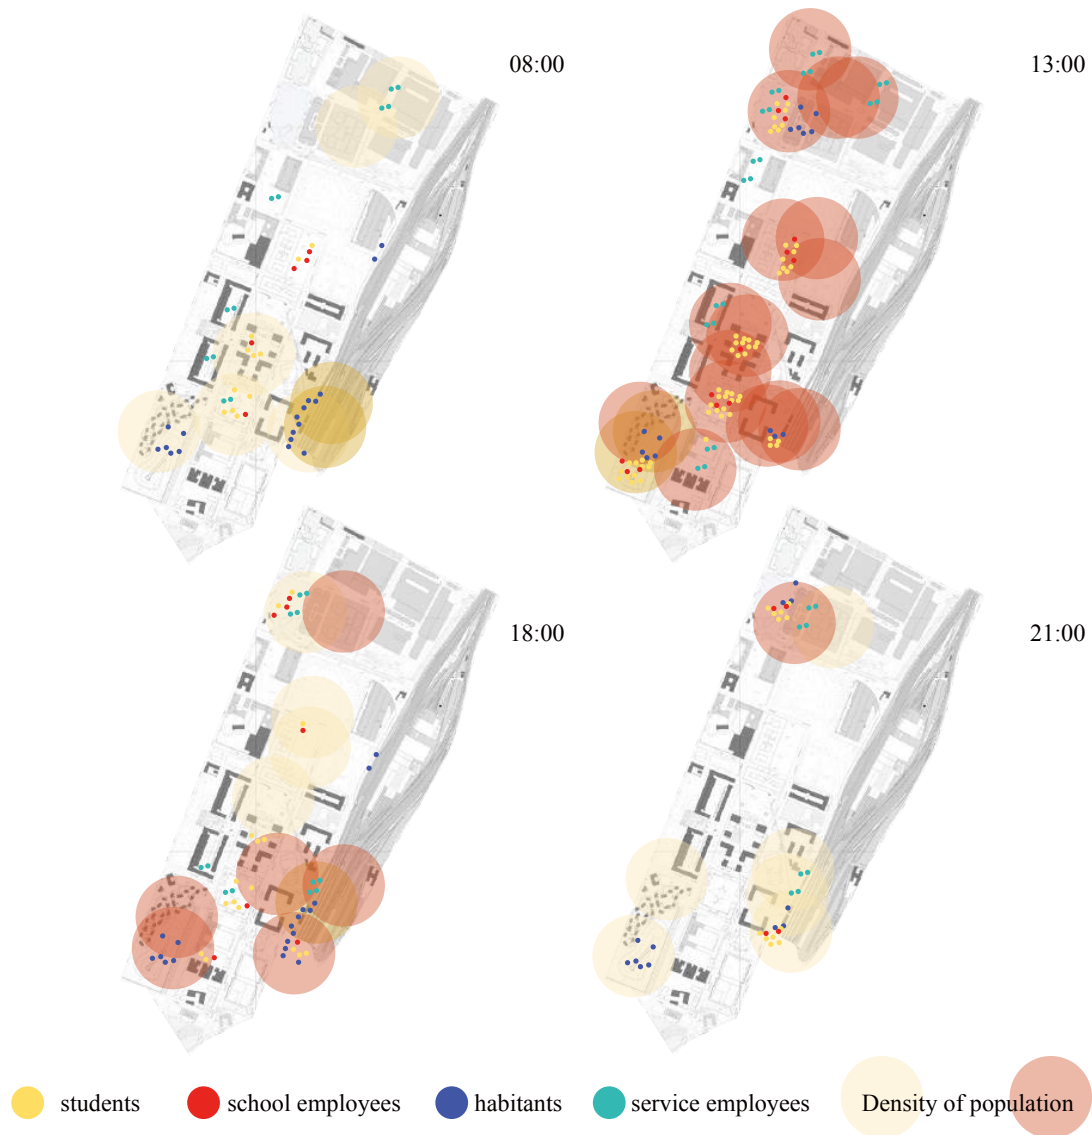 08:00
13:00
18:00
21:00
students
school employees
habitants
service employees
Density of population